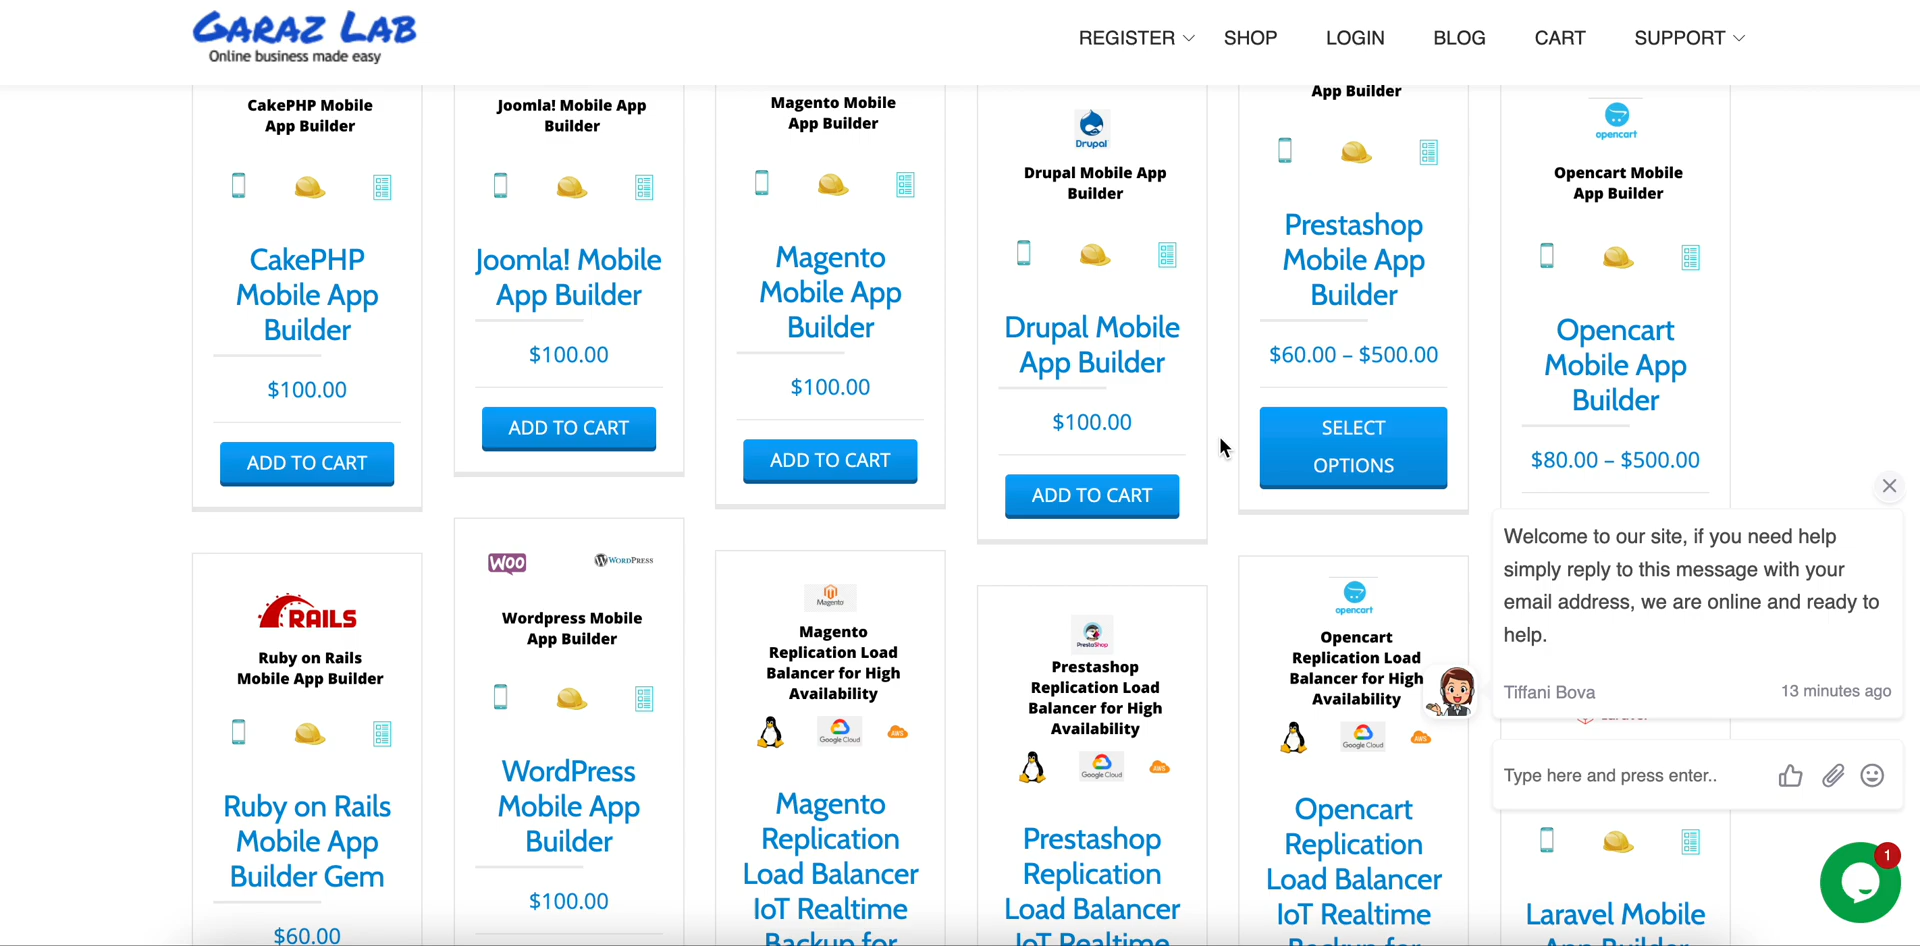 GARAZ LAB
Online business made easy
REGISTER
SHOP
LOGIN
BLOG
CART
SUPPORT
CakePHP Mobile
App Builder
CakePHP
Mobile App
Builder
$100.00
ADD TO CART
Joomla! Mobile App
Builder
Joomla! Mobile
App Builder
$100.00
ADD TO CART
Magento Mobile
App Builder
Magento
Mobile App
Builder
$100.00
ADD TO CART
Drupal
Drupal Mobile App
Builder
Drupal Mobile
App Builder
$100.00
ADD TO CART
App Builder
Prestashop
Mobile App
Builder
$60.00 – $500.00
SELECT
OPTIONS
opencart
Opencart Mobile
App Builder
Opencart
Mobile App
Builder
$80.00 – $500.00
RAILS
Ruby on Rails
Mobile App Builder
Ruby on Rails
Mobile App
Builder Gem
$60.00
WOO
WORDPRESS
Wordpress Mobile
App Builder
WordPress
Mobile App
Builder
$100.00
Magento
Magento
Replication Load
Balancer for High
Availability
Google Cloud
AWS
Magento
Replication
Load Balancer
IoT Realtime
Backup for
PrestaShop
Prestashop
Replication Load
Balancer for High
Availability
Google Cloud
AWS
Prestashop
Replication
Load Balancer
IoT Realtime
opencart
Opencart
Replication Load
Balancer for High
Availability
Google Cloud
AWS
Opencart
Replication
Load Balancer
IoT Realtime
Backup for
Laravel Mobile
App Builder
Welcome to our site, if you need help
simply reply to this message with your
email address, we are online and ready to
help.
Tiffani Bova
13 minutes ago
Type here and press enter..
1